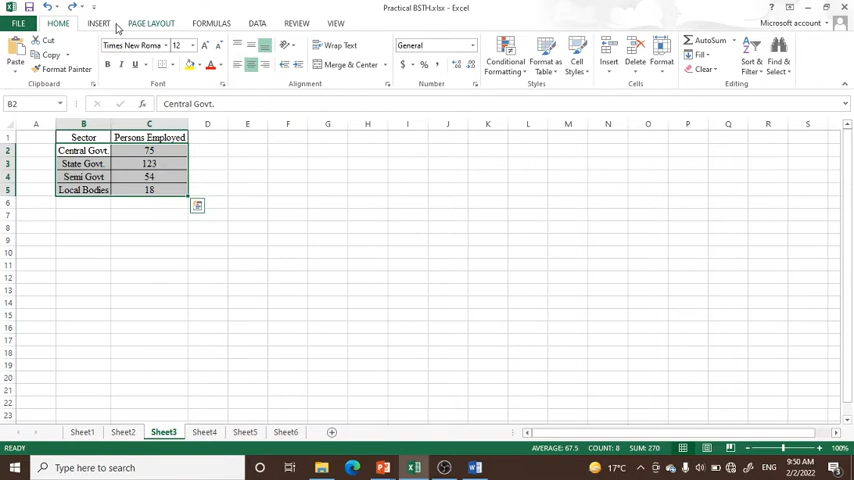 Practical BSTH.xlsx - Excel
FILE HOME INSERT PAGE LAYOUT FORMULAS DATA REVIEW VIEW Microsoft account
Cut
Copy
Format Painter
Paste
Clipboard
Times New Roma 12
B I U
Font
Wrap Text
Merge & Center
Alignment
General
$ % ,
Number
Conditional Formatting
Format as Table
Cell Styles
Styles
Insert Delete Format
Cells
AutoSum
Fill
Clear
Sort & Filter
Find & Select
Editing
B2 fx Central Govt.
A B C D E F G H I J K L M N O P Q R S
1 Sector Persons Employed
2 Central Govt. 75
3 State Govt. 123
4 Semi Govt 54
5 Local Bodies 18
6
7
8
9
10
11
12
13
14
15
16
17
18
19
20
21
22
23
Sheet1 Sheet2 Sheet3 Sheet4 Sheet5 Sheet6
READY AVERAGE: 67.5 COUNT: 8 SUM: 270 100%
Type here to search 17°C ENG 9:50 AM
2/2/2022